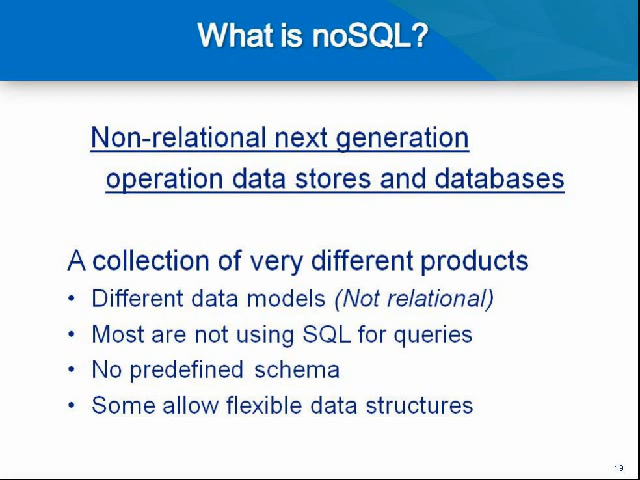 What is noSQL?
Non-relational next generation
operation data stores and databases
A collection of very different products
• Different data models (Not relational)
• Most are not using SQL for queries
• No predefined schema
• Some allow flexible data structures
19